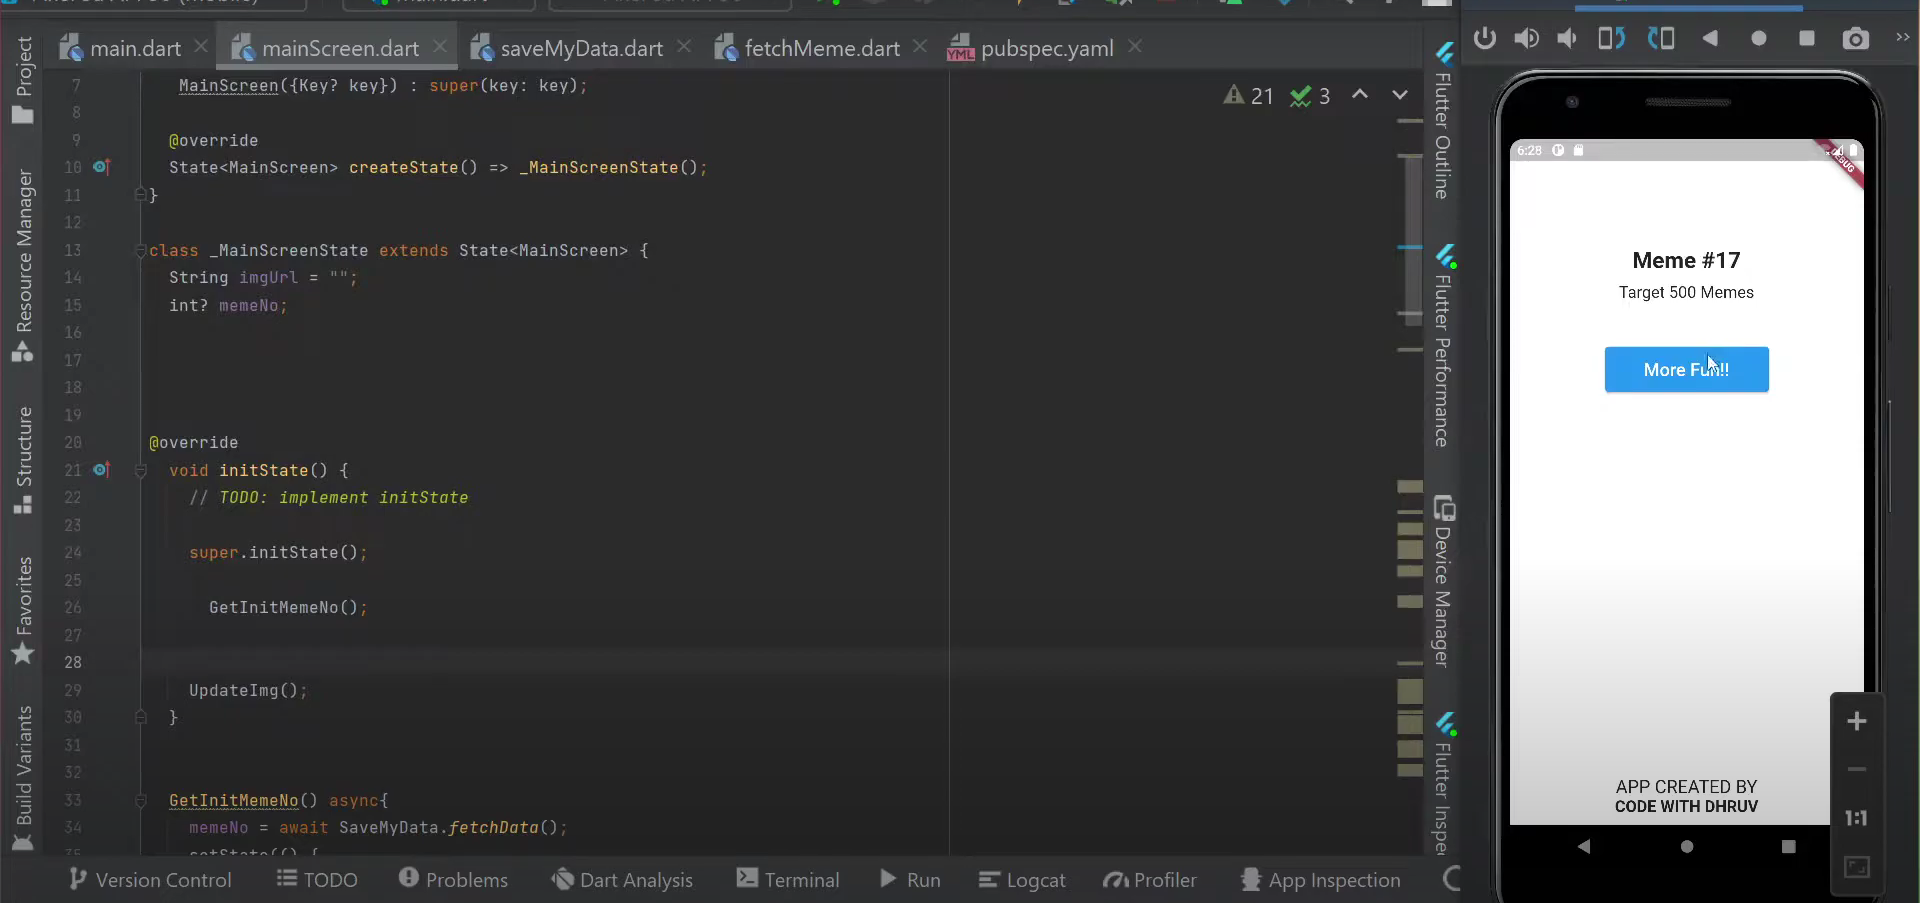 main.dart
mainScreen.dart
saveMyData.dart
fetchMeme.dart
YML
pubspec.yaml
Project
Resource Manager
Structure
Favorites
Build Variants
21
3
7 MainScreen({Key? key}) : super(key: key);
8
9 @override
10 State<MainScreen> createState() => _MainScreenState();
11 }
12
13 class _MainScreenState extends State<MainScreen> {
14 String imgUrl = "";
15 int? memeNo;
16
17
18
19
20 @override
21 void initState() {
22 // TODO: implement initState
23
24 super.initState();
25
26 GetInitMemeNo();
27
28
29 UpdateImg();
30 }
31
32
33 GetInitMemeNo() async{
34 memeNo = await SaveMyData.fetchData();
35 setState(() {
Flutter Outline
Flutter Performance
Device Manager
Flutter Inspe
Version Control
TODO
Problems
Dart Analysis
Terminal
Run
Logcat
Profiler
App Inspection
6:28
DEBUG
Meme #17
Target 500 Memes
More Fun!!
APP CREATED BY
CODE WITH DHRUV
1:1